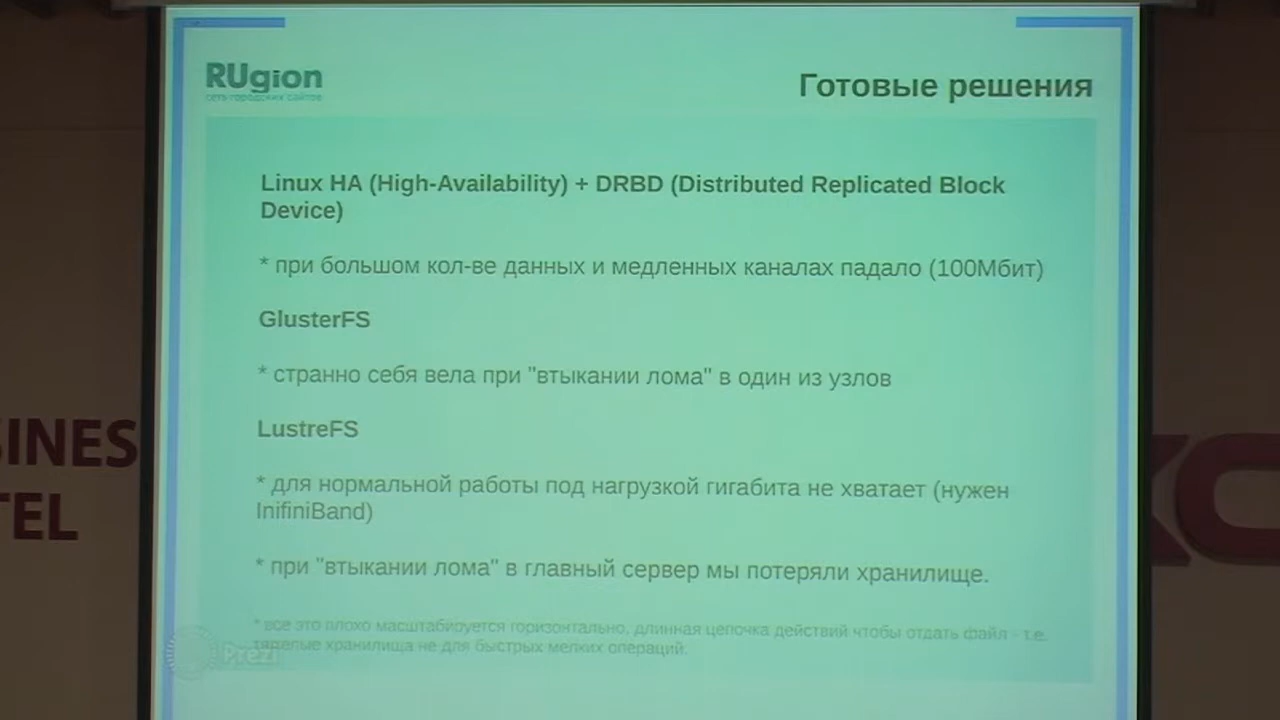 RUgion
сеть городских сайтов
Готовые решения
Linux HA (High-Availability) + DRBD (Distributed Replicated Block
Device)
* при большом кол-ве данных и медленных каналах падало (100Мбит)
GlusterFS
* странно себя вела при "втыкании лома" в один из узлов
LustreFS
* для нормальной работы под нагрузкой гигабита не хватает (нужен
InifiniBand)
* при "втыкании лома" в главный сервер мы потеряли хранилище.
* все это плохо масштабируется горизонтально, длинная цепочка действий чтобы отдать файл - т.е.
тяжелые хранилища не для быстрых мелких операций.
Prezi
SINES
TEL